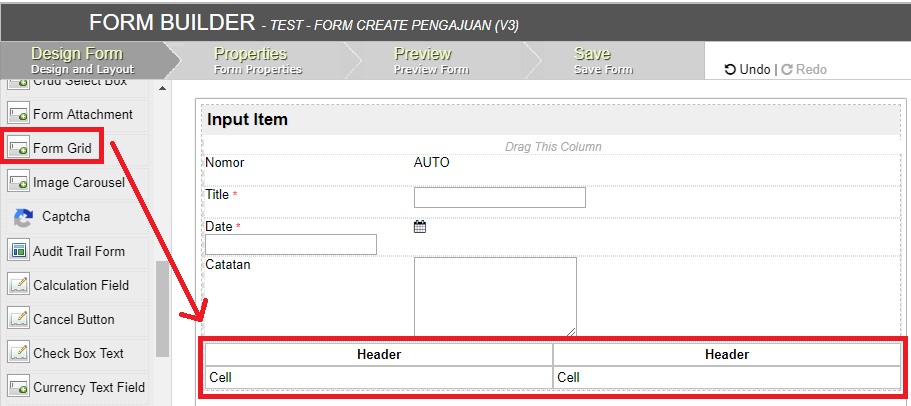 FORM BUILDER - TEST - FORM CREATE PENGAJUAN (V3)
Design Form
Design and Layout
Properties
Form Properties
Preview
Preview Form
Save
Save Form
Undo | Redo
Crud Select Box
Form Attachment
Form Grid
Image Carousel
Captcha
Audit Trail Form
Calculation Field
Cancel Button
Check Box Text
Currency Text Field
Input Item
Drag This Column
Nomor AUTO
Title *
Date *
Catatan
Header Header
Cell Cell